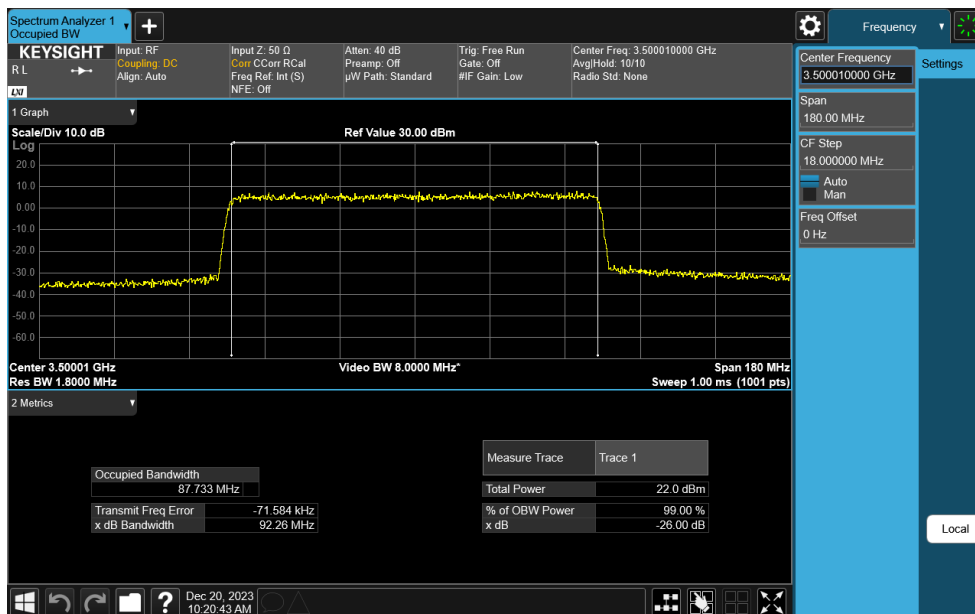 Spectrum Analyzer 1
Occupied BW
+
Frequency
KEYSIGHT
R L
LXI
Input: RF
Coupling: DC
Align: Auto
Input Z: 50 Ω
Corr CCorr RCal
Freq Ref: Int (S)
NFE: Off
Atten: 40 dB
Preamp: Off
µW Path: Standard
Trig: Free Run
Gate: Off
#IF Gain: Low
Center Freq: 3.500010000 GHz
Avg|Hold: 10/10
Radio Std: None
Center Frequency
3.500010000 GHz
Settings
Span
180.00 MHz
CF Step
18.000000 MHz
Auto
Man
Freq Offset
0 Hz
Local
1 Graph
Scale/Div 10.0 dB
Ref Value 30.00 dBm
Log
20.0
10.0
0.00
-10.0
-20.0
-30.0
-40.0
-50.0
-60.0
Center 3.50001 GHz
Video BW 8.0000 MHz*
Span 180 MHz
Res BW 1.8000 MHz
Sweep 1.00 ms (1001 pts)
2 Metrics
Measure Trace Trace 1
Occupied Bandwidth
87.733 MHz
Total Power 22.0 dBm
Transmit Freq Error -71.584 kHz
% of OBW Power 99.00 %
x dB Bandwidth 92.26 MHz
x dB -26.00 dB
?
Dec 20, 2023
10:20:43 AM